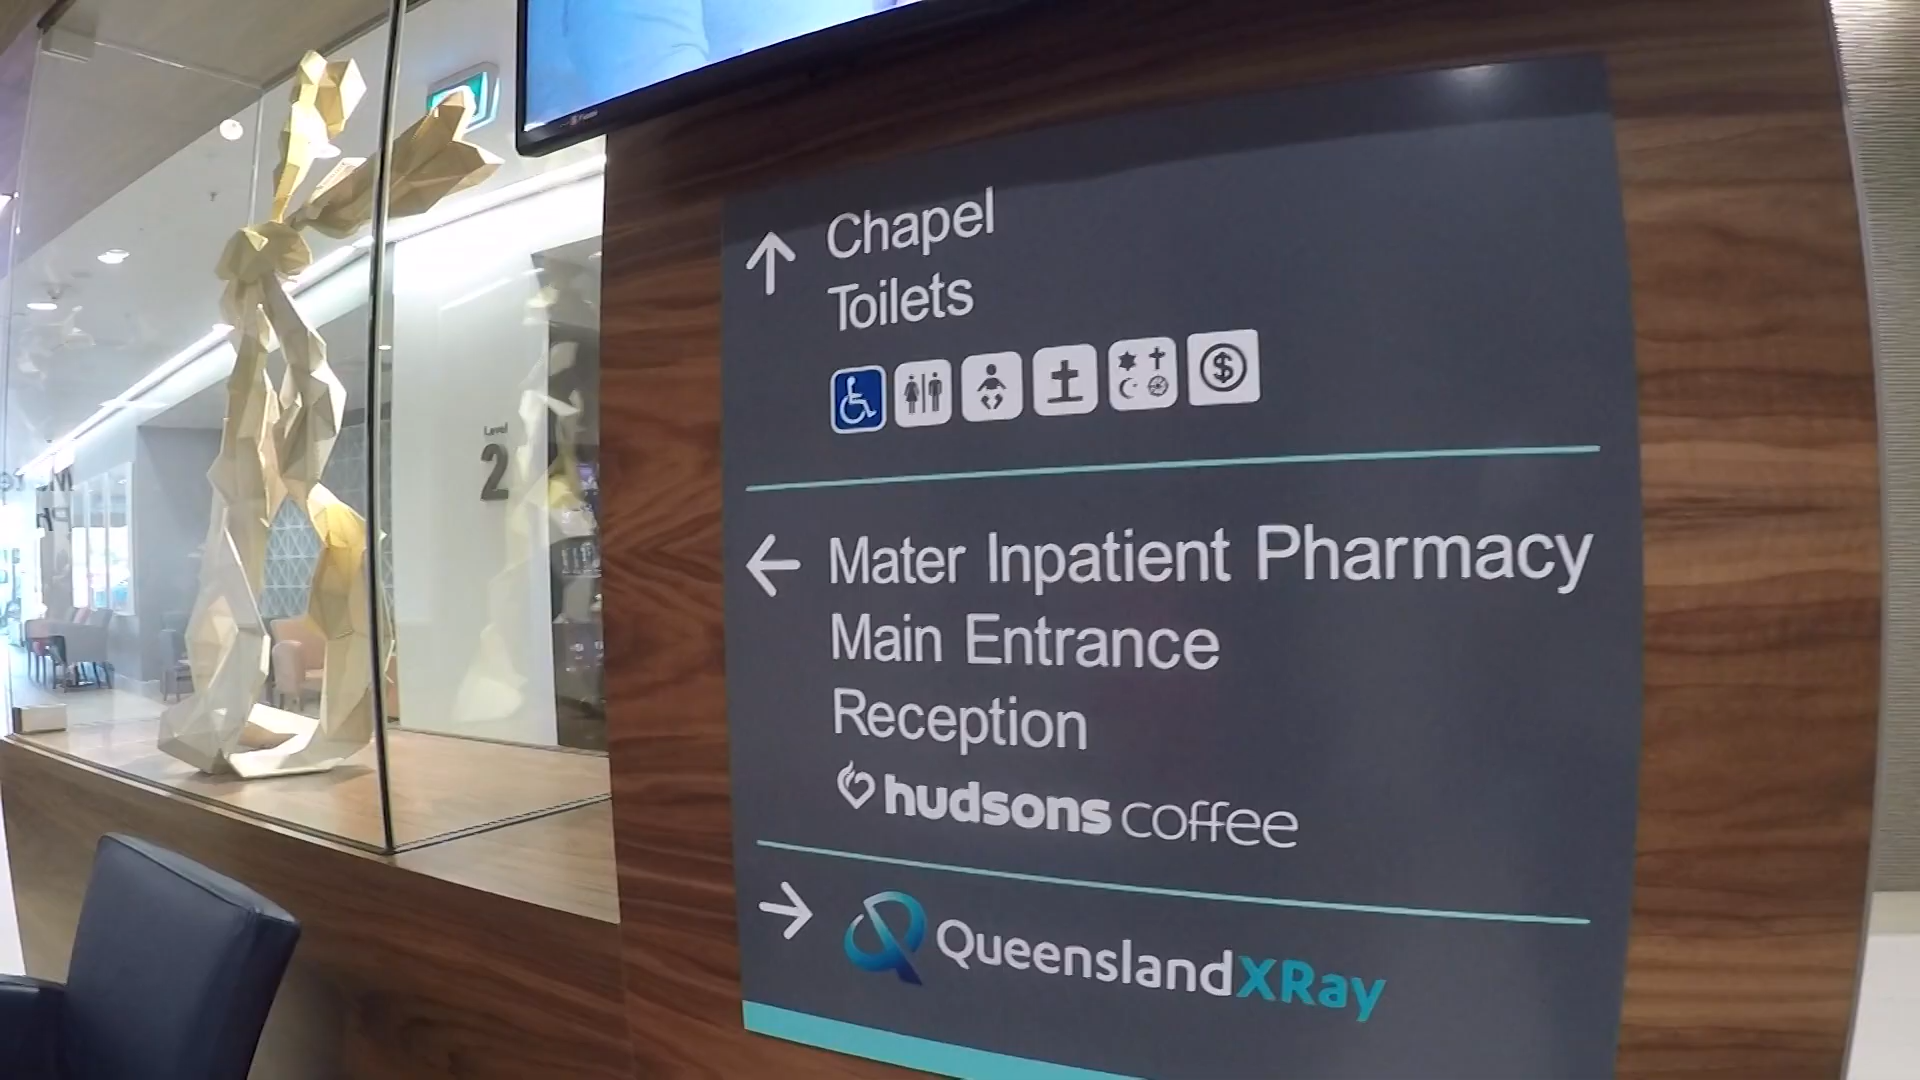 Level
2
Chapel
Toilets
$
Mater Inpatient Pharmacy
Main Entrance
Reception
hudsons coffee
QueenslandXRay